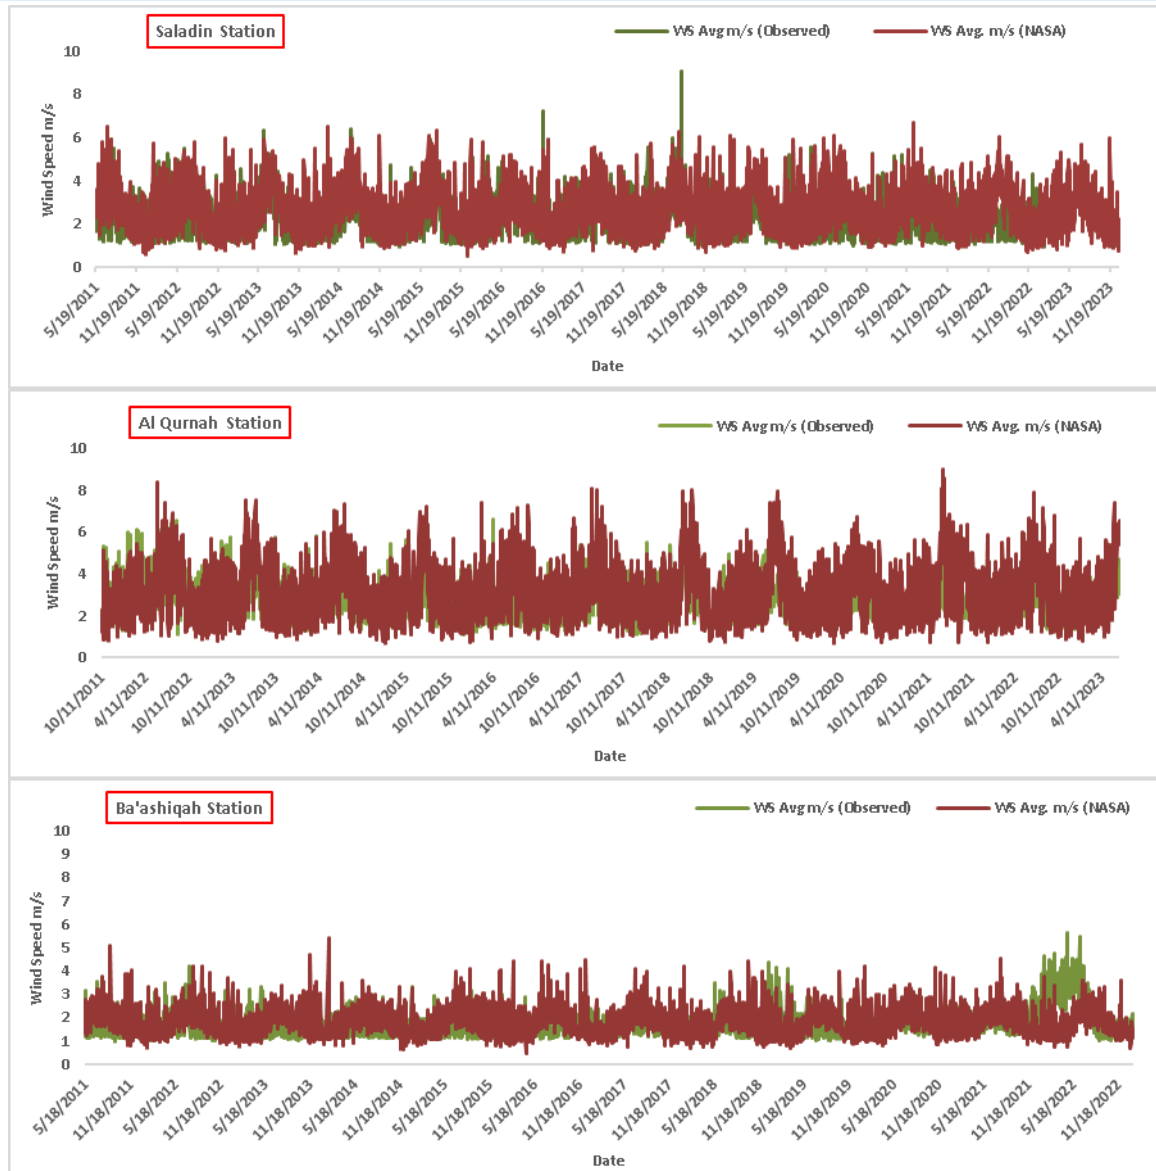 Saladin Station
WS Avg m/s (Observed) WS Avg. m/s (NASA)
10
8
6
4
2
0
Wind Speed m/s
5/19/2011 11/19/2011 5/19/2012 11/19/2012 5/19/2013 11/19/2013 5/19/2014 11/19/2014 5/19/2015 11/19/2015 5/19/2016 11/19/2016 5/19/2017 11/19/2017 5/19/2018 11/19/2018 5/19/2019 11/19/2019 5/19/2020 11/19/2020 5/19/2021 11/19/2021 5/19/2022 11/19/2022 5/19/2023 11/19/2023
Date
Al Qurnah Station
WS Avg m/s (Observed) WS Avg. m/s (NASA)
10
8
6
4
2
0
Wind Speed m/s
10/11/2011 4/11/2012 10/11/2012 4/11/2013 10/11/2013 4/11/2014 10/11/2014 4/11/2015 10/11/2015 4/11/2016 10/11/2016 4/11/2017 10/11/2017 4/11/2018 10/11/2018 4/11/2019 10/11/2019 4/11/2020 10/11/2020 4/11/2021 10/11/2021 4/11/2022 10/11/2022 4/11/2023
Date
Ba'ashiqah Station
WS Avg m/s (Observed) WS Avg. m/s (NASA)
10
9
8
7
6
5
4
3
2
1
0
Wind Speed m/s
5/18/2011 11/18/2011 5/18/2012 11/18/2012 5/18/2013 11/18/2013 5/18/2014 11/18/2014 5/18/2015 11/18/2015 5/18/2016 11/18/2016 5/18/2017 11/18/2017 5/18/2018 11/18/2018 5/18/2019 11/18/2019 5/18/2020 11/18/2020 5/18/2021 11/18/2021 5/18/2022 11/18/2022
Date